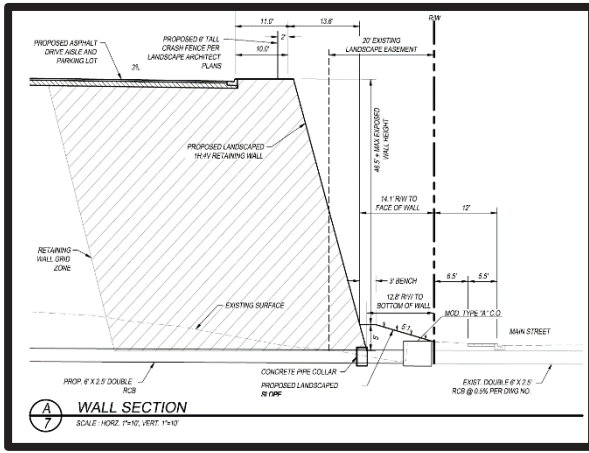 R/W
11.0'
13.6'
PROPOSED 6' TALL
CRASH FENCE PER
LANDSCAPE ARCHITECT
PLANS
2'
20' EXISTING
LANDSCAPE EASEMENT
PROPOSED ASPHALT
DRIVE AISLE AND
PARKING LOT
10.0'
PROPOSED LANDSCAPED
1H:4V RETAINING WALL
MAX EXPOSED
WALL HEIGHT
14.1' R/W TO
FACE OF WALL
12'
RETAINING
WALL GRID
ZONE
3' BENCH
6.5'
5.5'
12.8' R/W TO
BOTTOM OF WALL
EXISTING SURFACE
MOD. TYPE "A" C.O.
MAIN STREET
5'
PROP. 6' X 2.5' DOUBLE
RCB
CONCRETE PIPE COLLAR
PROPOSED LANDSCAPED
SLOPE
EXIST. DOUBLE 6' X 2.5'
RCB @ 0.5% PER DWG NO.
A
7
WALL SECTION
SCALE : HORZ. 1"=10', VERT. 1"=10'